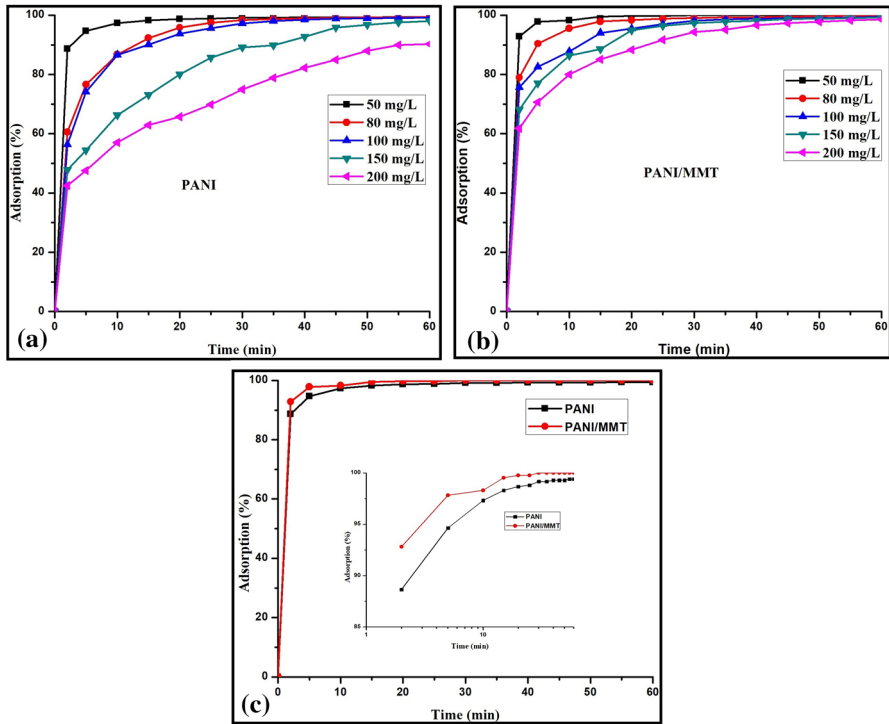 100
80
60
40
20
0
Adsorption (%)
50 mg/L
80 mg/L
100 mg/L
150 mg/L
200 mg/L
PANI
0 10 20 30 40 50 60
Time (min)
(a)
100
80
60
40
20
0
Adsorption (%)
50 mg/L
80 mg/L
100 mg/L
150 mg/L
200 mg/L
PANI/MMT
0 10 20 30 40 50 60
Time (min)
(b)
100
80
60
40
20
0
Adsorption (%)
PANI
PANI/MMT
100
95
90
85
Adsorption (%)
PANI
PANI/MMT
1 10
Time (min)
0 10 20 30 40 50 60
Time (min)
(c)